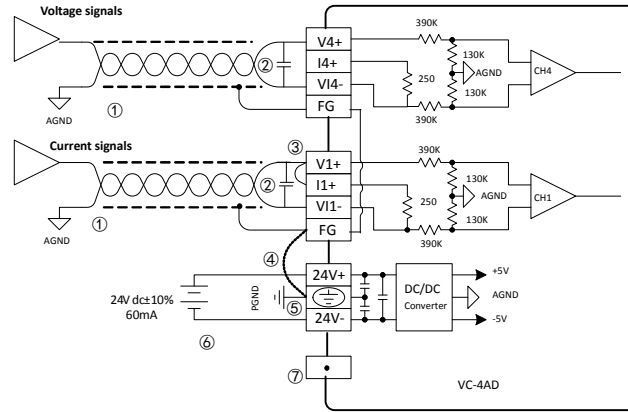 Voltage signals
AGND
①
②
V4+
I4+
VI4-
FG
390K
130K
AGND
250
130K
390K
CH4
Current signals
AGND
①
②
③
V1+
I1+
VI1-
FG
390K
130K
AGND
250
130K
390K
CH1
④
24V dc±10%
60mA
⑥
PGND
⑤
24V+
24V-
DC/DC
Converter
+5V
AGND
-5V
⑦
VC-4AD